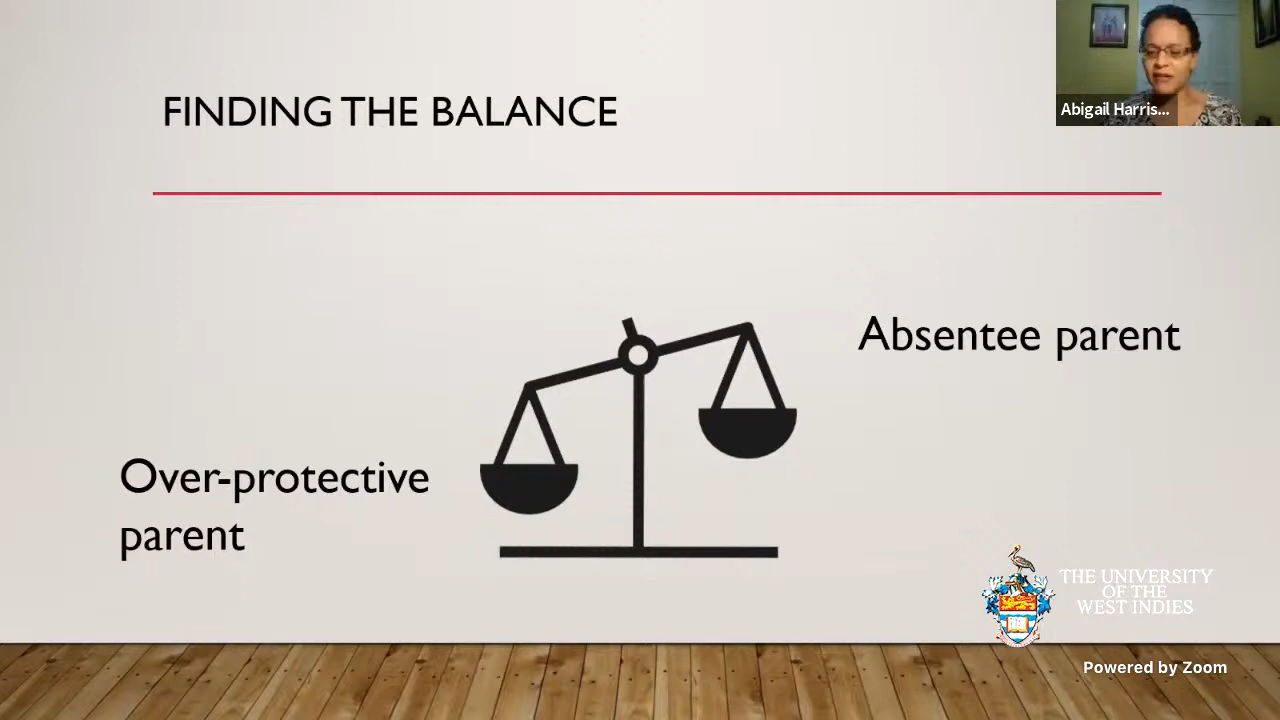 FINDING THE BALANCE
Abigail Harris...
Absentee parent
Over-protective
parent
THE UNIVERSITY
OF THE
WEST INDIES
Powered by Zoom